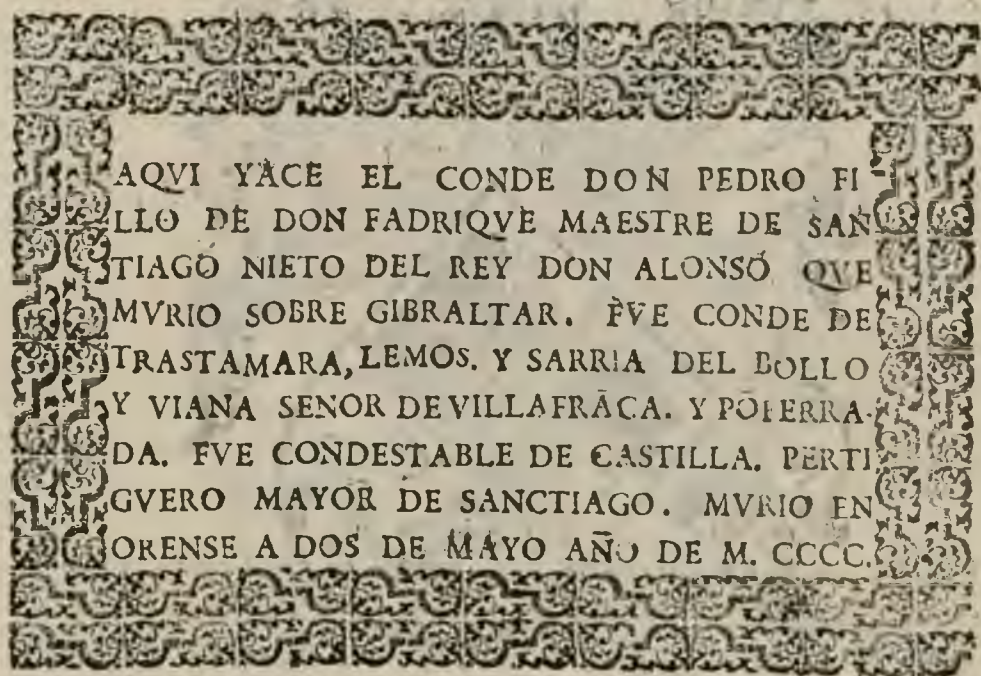 AQVI YACE EL CONDE DON PEDRO FI
LLO DE DON FADRIQVE MAESTRE DE SAN
TIAGO NIETO DEL REY DON ALONSO QVE
MVRIO SOBRE GIBRALTAR. FVE CONDE DE
TRASTAMARA, LEMOS. Y SARRIA DEL BOLLO
Y VIANA SENOR DE VILLAFRÃCA. Y PÕFERRA-
DA. FVE CONDESTABLE DE CASTILLA. PERTI
GVERO MAYOR DE SANCTIAGO. MVRIO EN
ORENSE A DOS DE MAYO AÑO DE M. CCCC.